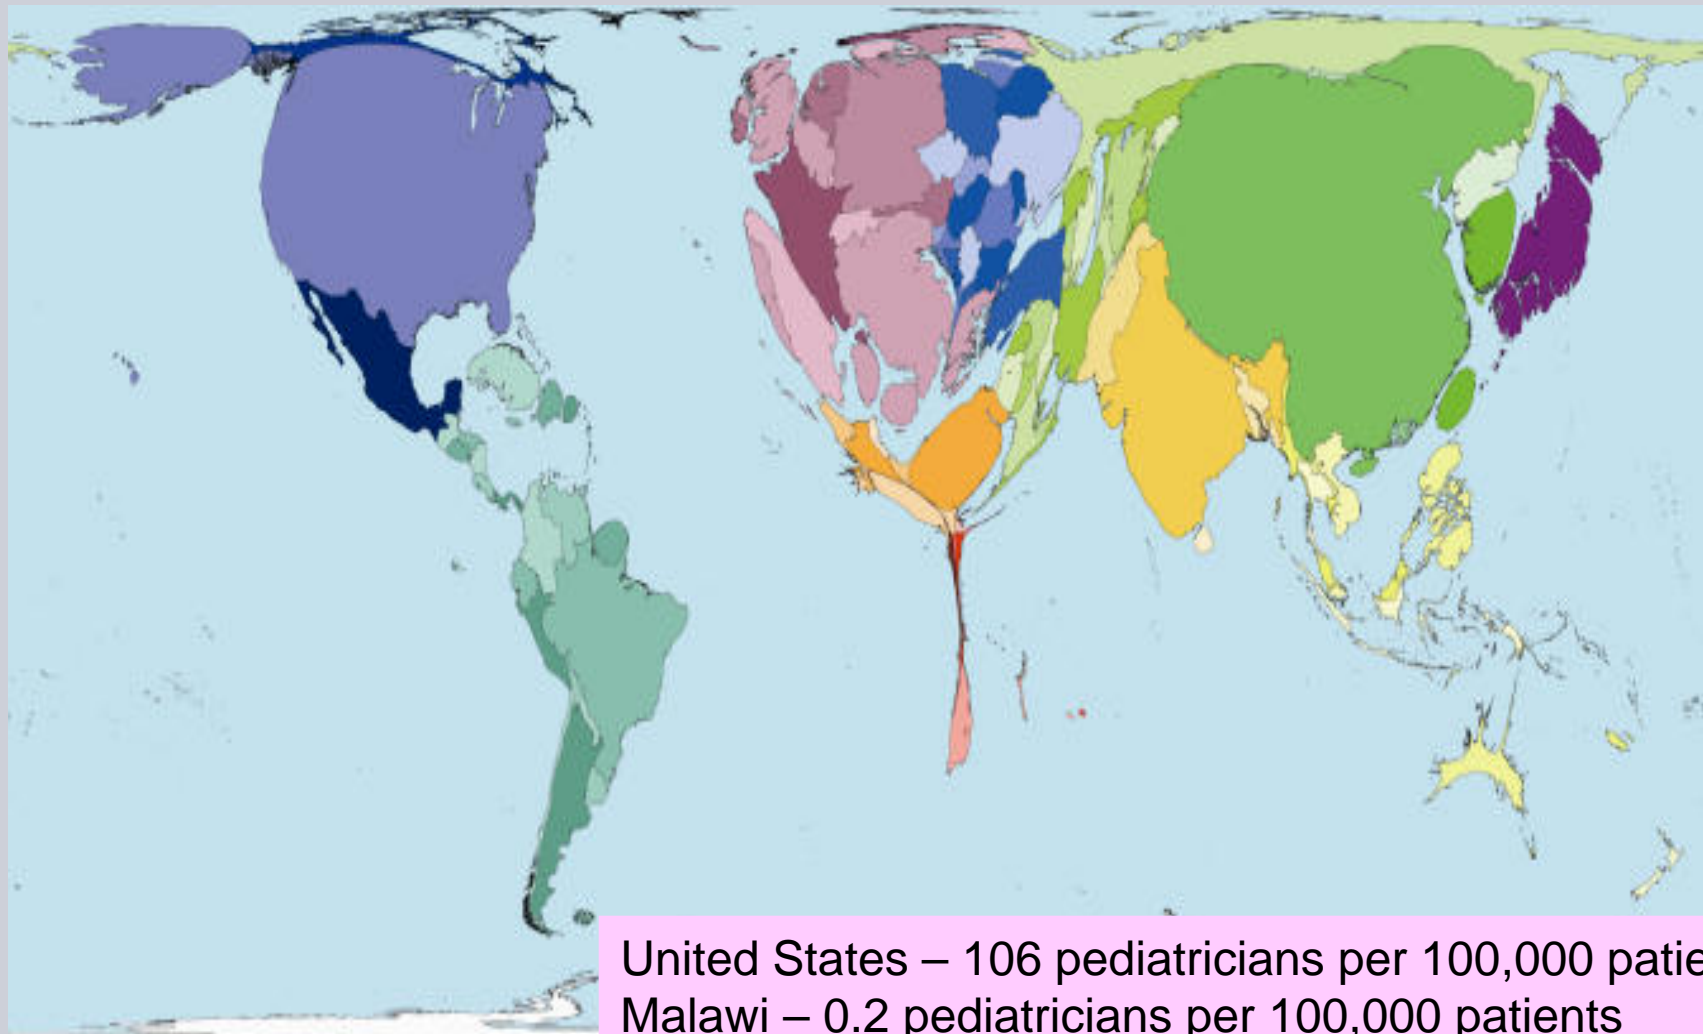 United States – 106 pediatricians per 100,000 patie
Malawi – 0.2 pediatricians per 100,000 patients